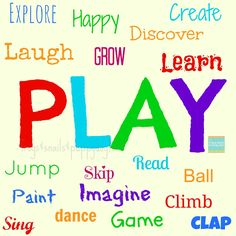 EXPLORE Happy Create
Discover
Laugh GROW Learn
PLAY
Jump Skip Read Ball
Paint Imagine Climb
Sing dance Game CLAP